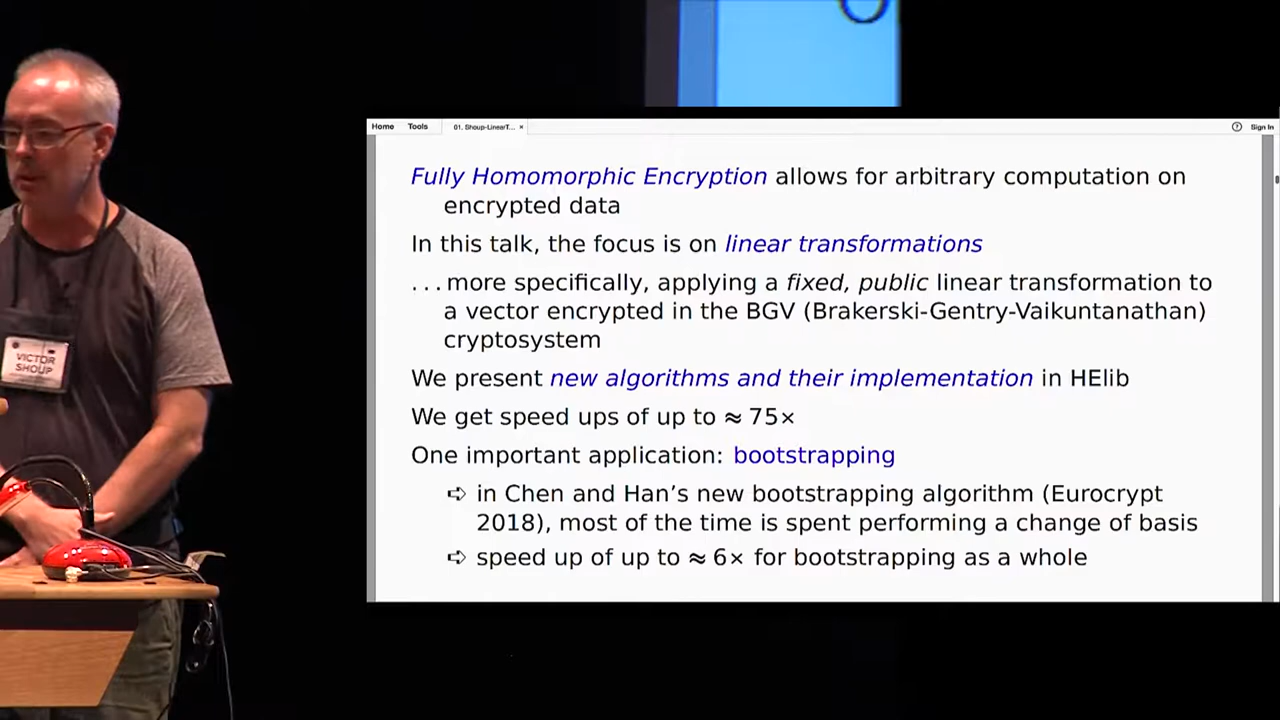 Home Tools 01. Shoup-LinearT... × ? Sign In
Fully Homomorphic Encryption allows for arbitrary computation on
encrypted data
In this talk, the focus is on linear transformations
...more specifically, applying a fixed, public linear transformation to
a vector encrypted in the BGV (Brakerski-Gentry-Vaikuntanathan)
cryptosystem
We present new algorithms and their implementation in HElib
We get speed ups of up to ≈ 75×
One important application: bootstrapping
⇨ in Chen and Han's new bootstrapping algorithm (Eurocrypt
2018), most of the time is spent performing a change of basis
⇨ speed up of up to ≈ 6× for bootstrapping as a whole
VICTOR
SHOUP